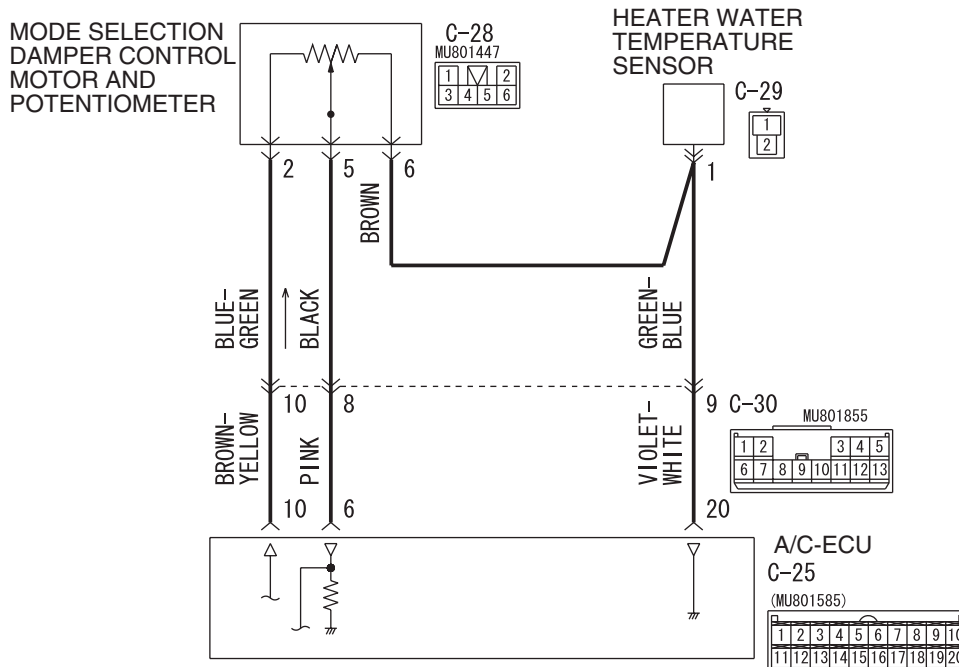 MODE SELECTION
DAMPER CONTROL
MOTOR AND
POTENTIOMETER
C-28
MU801447
1 2
3 4 5 6
HEATER WATER
TEMPERATURE
SENSOR
C-29
1
2
2 5 6 1
BROWN
BLUE-
GREEN
BLACK
GREEN-
BLUE
10 8 9 C-30
MU801855
1 2 3 4 5
6 7 8 9 10 11 12 13
BROWN-
YELLOW
PINK
VIOLET-
WHITE
10 6 20
A/C-ECU
C-25
(MU801585)
1 2 3 4 5 6 7 8 9 10
11 12 13 14 15 16 17 18 19 20